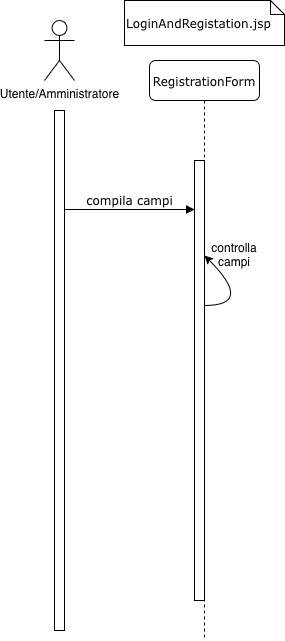 LoginAndRegistation.jsp
RegistrationForm
Utente/Amministratore
compila campi
controlla
campi